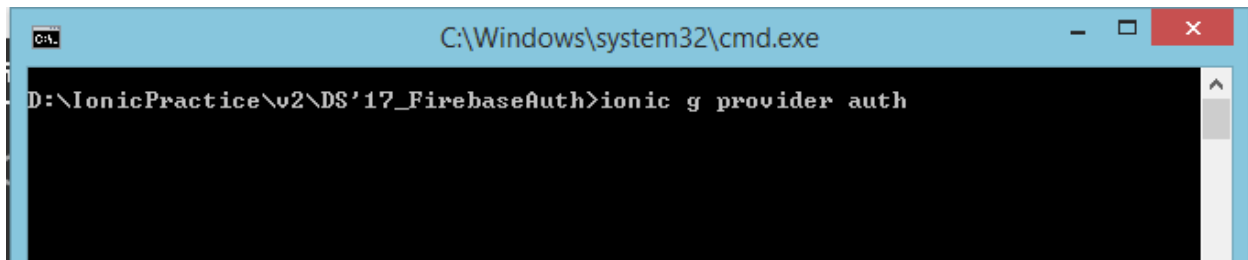 C:\Windows\system32\cmd.exe
D:\IonicPractice\v2\DS'17_FirebaseAuth>ionic g provider auth